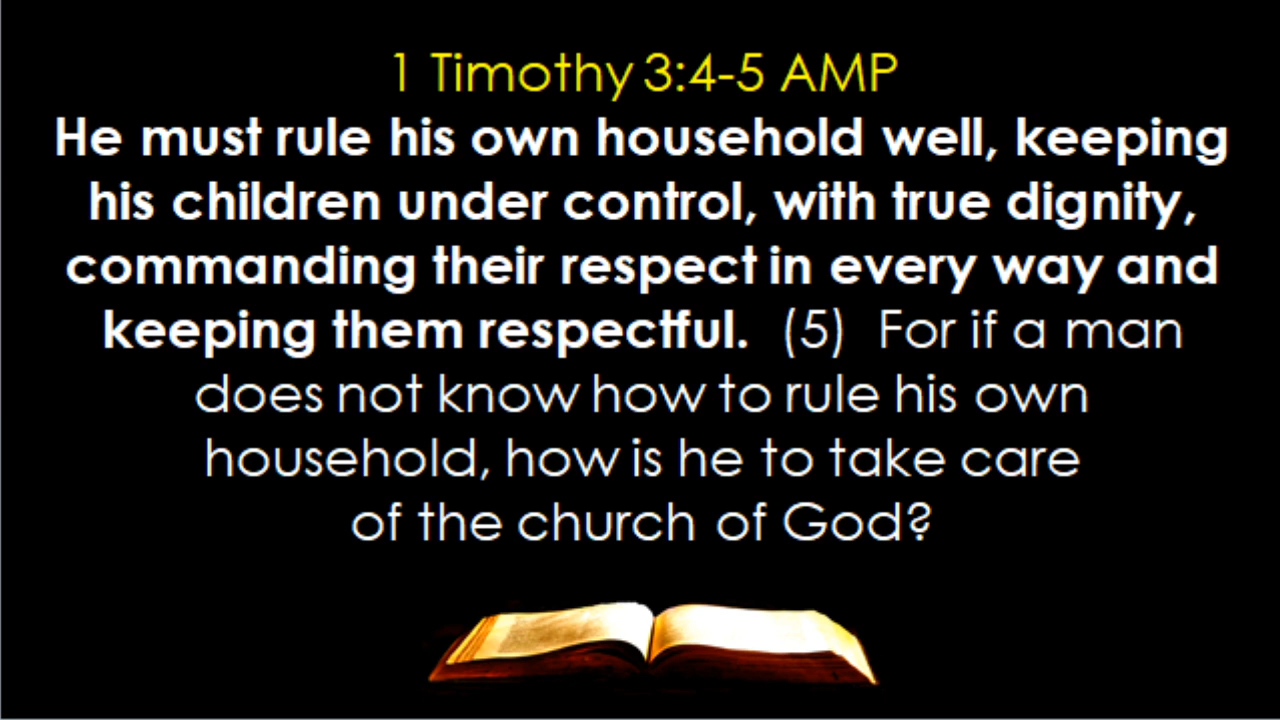 1 Timothy 3:4-5 AMP
He must rule his own household well, keeping
his children under control, with true dignity,
commanding their respect in every way and
keeping them respectful. (5) For if a man
does not know how to rule his own
household, how is he to take care
of the church of God?